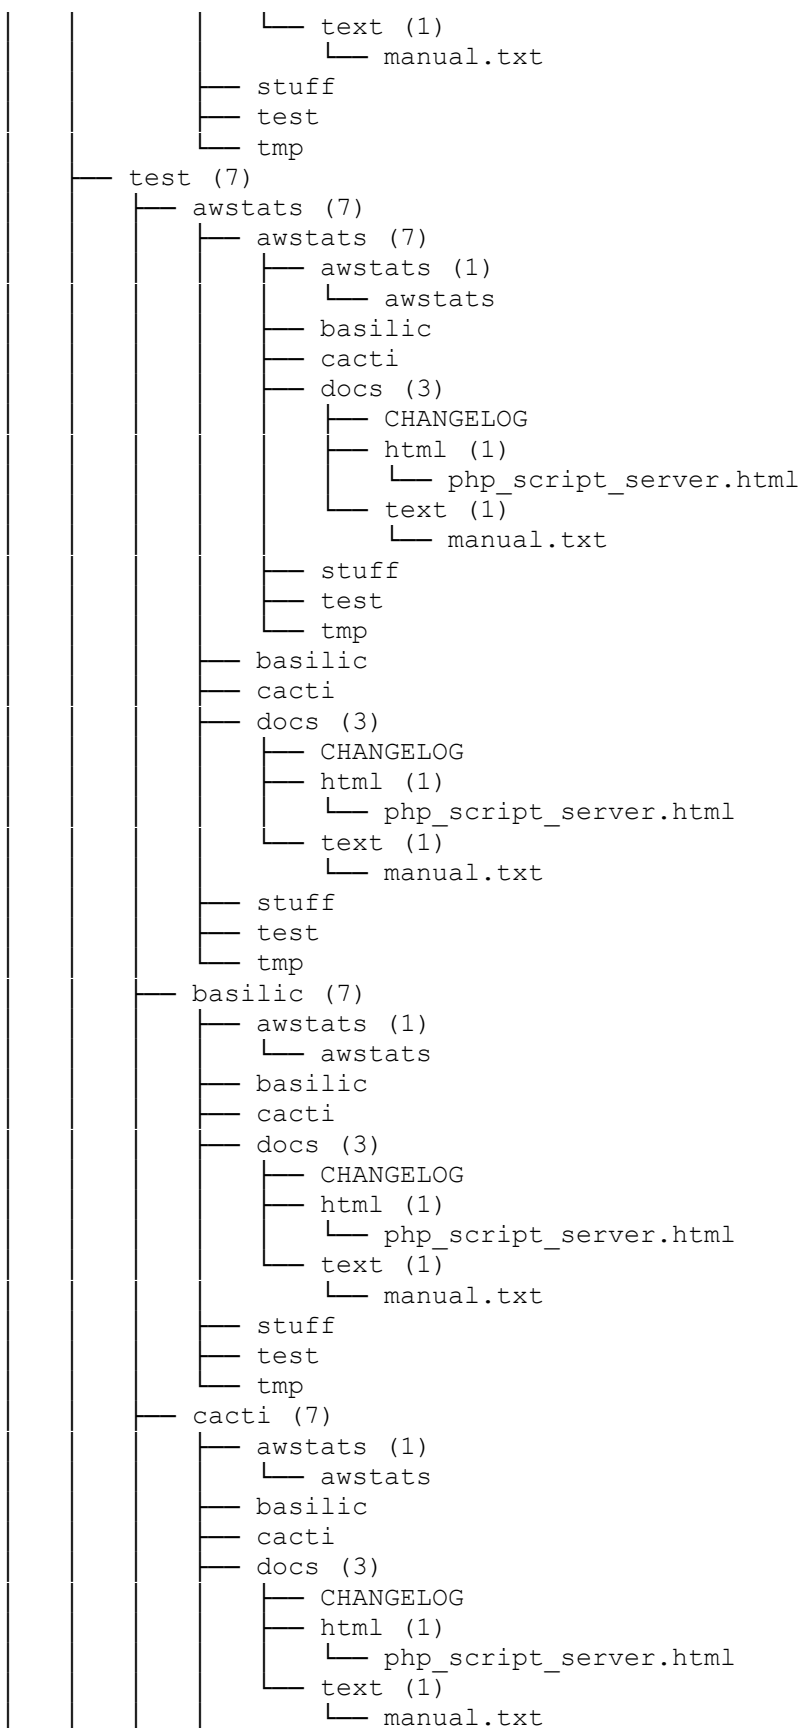 │   │       │   └── text (1)
│   │       │       └── manual.txt
│   │       ├── stuff
│   │       ├── test
│   │       └── tmp
│   ├── test (7)
│   │   ├── awstats (7)
│   │   │   ├── awstats (7)
│   │   │   │   ├── awstats (1)
│   │   │   │   │   └── awstats
│   │   │   │   ├── basilic
│   │   │   │   ├── cacti
│   │   │   │   ├── docs (3)
│   │   │   │   │   ├── CHANGELOG
│   │   │   │   │   ├── html (1)
│   │   │   │   │   │   └── php_script_server.html
│   │   │   │   │   └── text (1)
│   │   │   │   │       └── manual.txt
│   │   │   │   ├── stuff
│   │   │   │   ├── test
│   │   │   │   └── tmp
│   │   │   ├── basilic
│   │   │   ├── cacti
│   │   │   ├── docs (3)
│   │   │   │   ├── CHANGELOG
│   │   │   │   ├── html (1)
│   │   │   │   │   └── php_script_server.html
│   │   │   │   └── text (1)
│   │   │   │       └── manual.txt
│   │   │   ├── stuff
│   │   │   ├── test
│   │   │   └── tmp
│   │   ├── basilic (7)
│   │   │   ├── awstats (1)
│   │   │   │   └── awstats
│   │   │   ├── basilic
│   │   │   ├── cacti
│   │   │   ├── docs (3)
│   │   │   │   ├── CHANGELOG
│   │   │   │   ├── html (1)
│   │   │   │   │   └── php_script_server.html
│   │   │   │   └── text (1)
│   │   │   │       └── manual.txt
│   │   │   ├── stuff
│   │   │   ├── test
│   │   │   └── tmp
│   │   ├── cacti (7)
│   │   │   ├── awstats (1)
│   │   │   │   └── awstats
│   │   │   ├── basilic
│   │   │   ├── cacti
│   │   │   ├── docs (3)
│   │   │   │   ├── CHANGELOG
│   │   │   │   ├── html (1)
│   │   │   │   │   └── php_script_server.html
│   │   │   │   └── text (1)
│   │   │   │       └── manual.txt